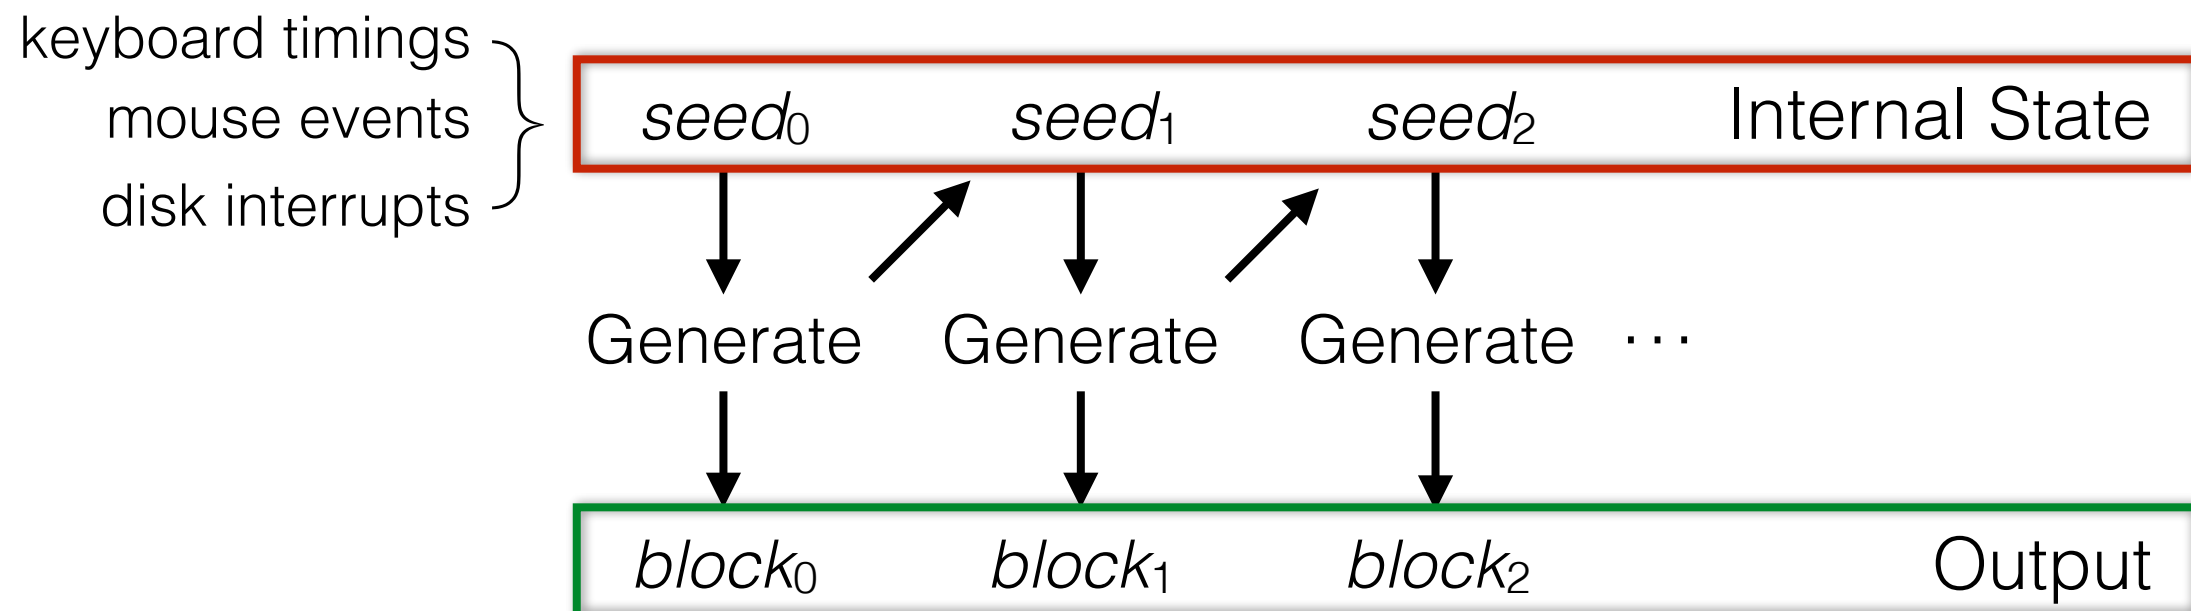 keyboard timings
mouse events
disk interrupts
seed₀ seed₁ seed₂ Internal State
Generate Generate Generate ...
block₀ block₁ block₂ Output